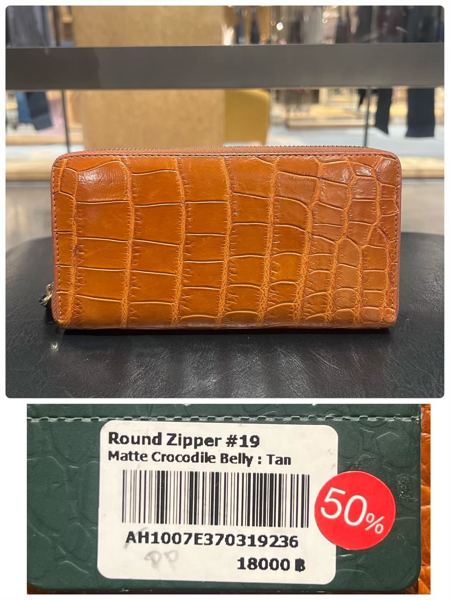 Round Zipper #19
Matte Crocodile Belly : Tan
50%
AH1007E370319236
18000 ฿